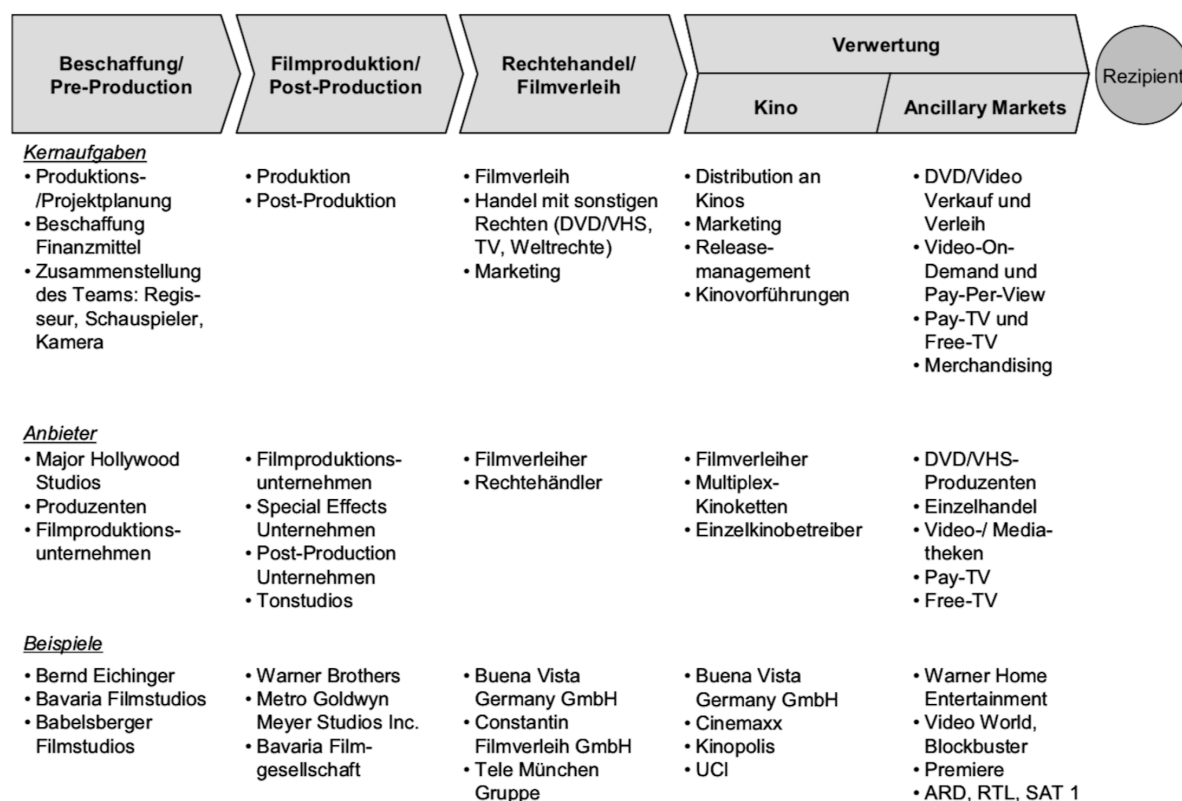 Beschaffung/
Pre-Production
Filmproduktion/
Post-Production
Rechtehandel/
Filmverleih
Verwertung
Kino
Ancillary Markets
Rezipient
Kernaufgaben
• Produktions-
/Projektplanung
• Beschaffung
Finanzmittel
• Zusammenstellung
des Teams: Regis-
seur, Schauspieler,
Kamera
• Produktion
• Post-Produktion
• Filmverleih
• Handel mit sonstigen
Rechten (DVD/VHS,
TV, Weltrechte)
• Marketing
• Distribution an
Kinos
• Marketing
• Release-
management
• Kinovorführungen
• DVD/Video
Verkauf und
Verleih
• Video-On-
Demand und
Pay-Per-View
• Pay-TV und
Free-TV
• Merchandising
Anbieter
• Major Hollywood
Studios
• Produzenten
• Filmproduktions-
unternehmen
• Filmproduktions-
unternehmen
• Special Effects
Unternehmen
• Post-Production
Unternehmen
• Tonstudios
• Filmverleiher
• Rechtehändler
• Filmverleiher
• Multiplex-
Kinoketten
• Einzelkinobetreiber
• DVD/VHS-
Produzenten
• Einzelhandel
• Video-/ Media-
theken
• Pay-TV
• Free-TV
Beispiele
• Bernd Eichinger
• Bavaria Filmstudios
• Babelsberger
Filmstudios
• Warner Brothers
• Metro Goldwyn
Meyer Studios Inc.
• Bavaria Film-
gesellschaft
• Buena Vista
Germany GmbH
• Constantin
Filmverleih GmbH
• Tele München
Gruppe
• Buena Vista
Germany GmbH
• Cinemaxx
• Kinopolis
• UCI
• Warner Home
Entertainment
• Video World,
Blockbuster
• Premiere
• ARD, RTL, SAT 1